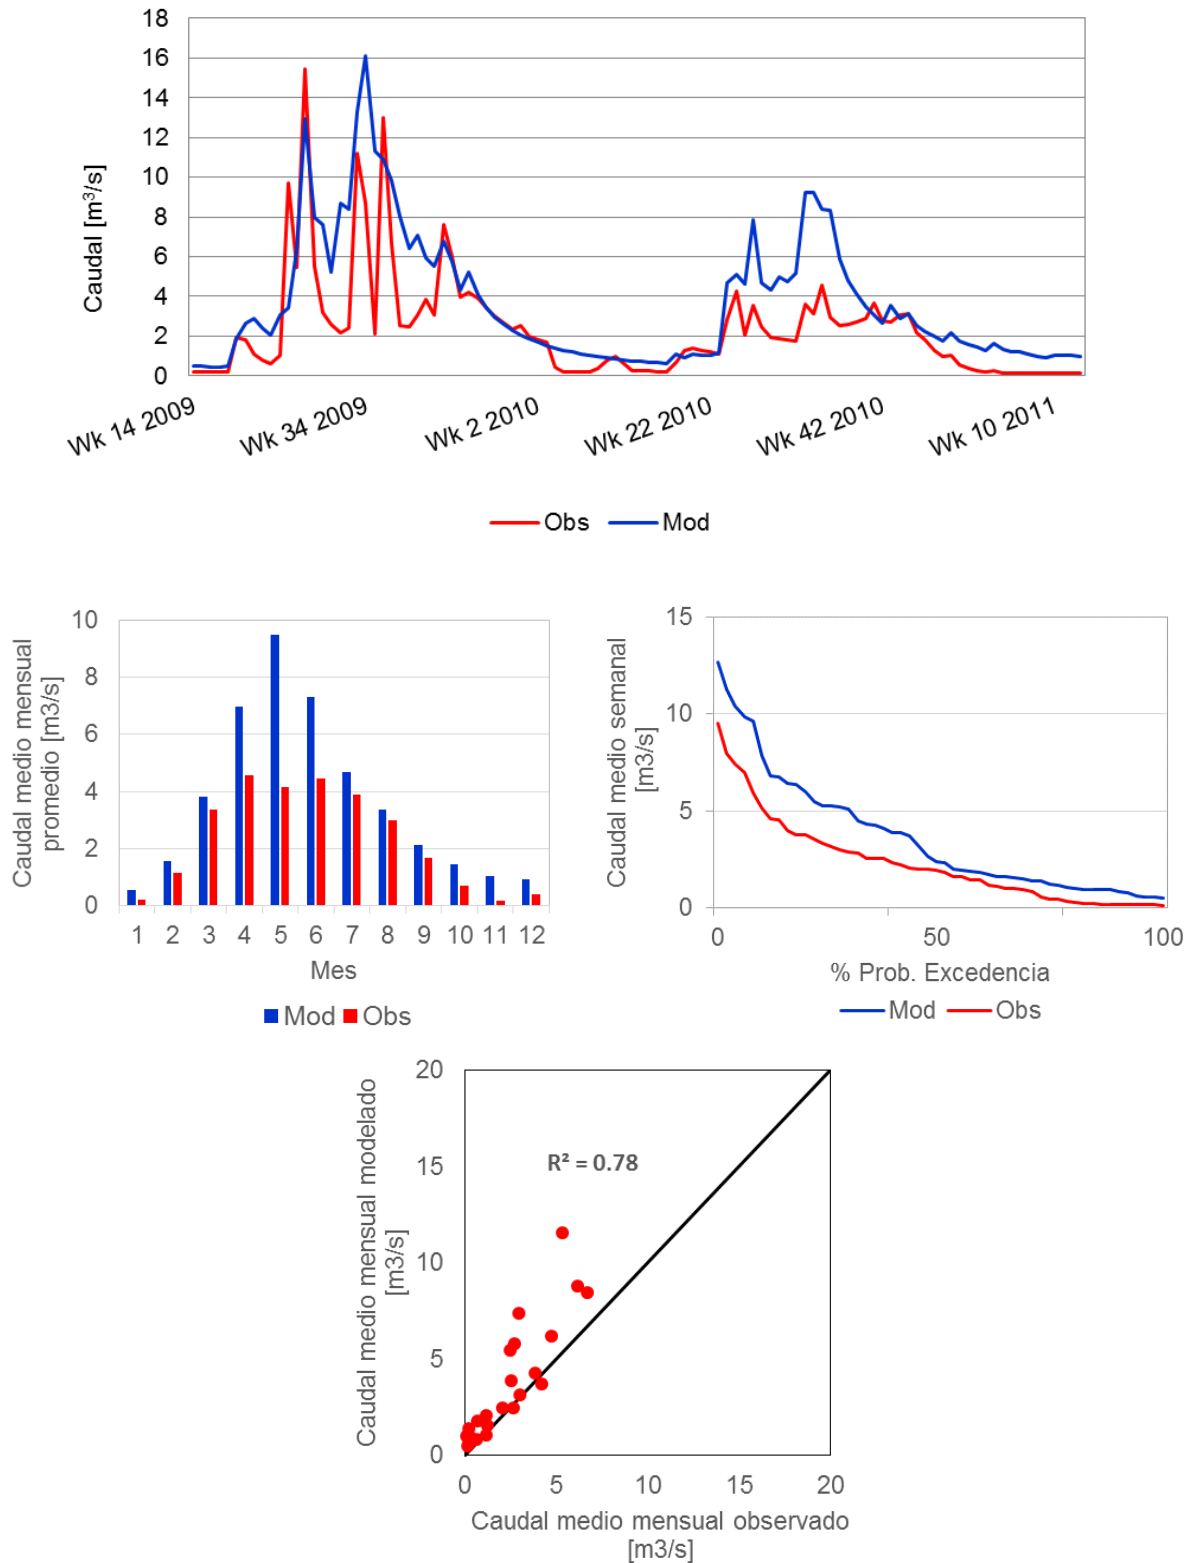 18
16
14
12
10
8
6
4
2
0
Caudal [m³/s]
Wk 14 2009
Wk 34 2009
Wk 2 2010
Wk 22 2010
Wk 42 2010
Wk 10 2011
Obs
Mod
Caudal medio mensual
promedio [m3/s]
10
8
6
4
2
0
1 2 3 4 5 6 7 8 9 10 11 12
Mes
Mod Obs
Caudal medio semanal
[m3/s]
15
10
5
0
0 50 100
% Prob. Excedencia
Mod Obs
Caudal medio mensual modelado
[m3/s]
20
15
10
5
0
R² = 0.78
0 5 10 15 20
Caudal medio mensual observado
[m3/s]